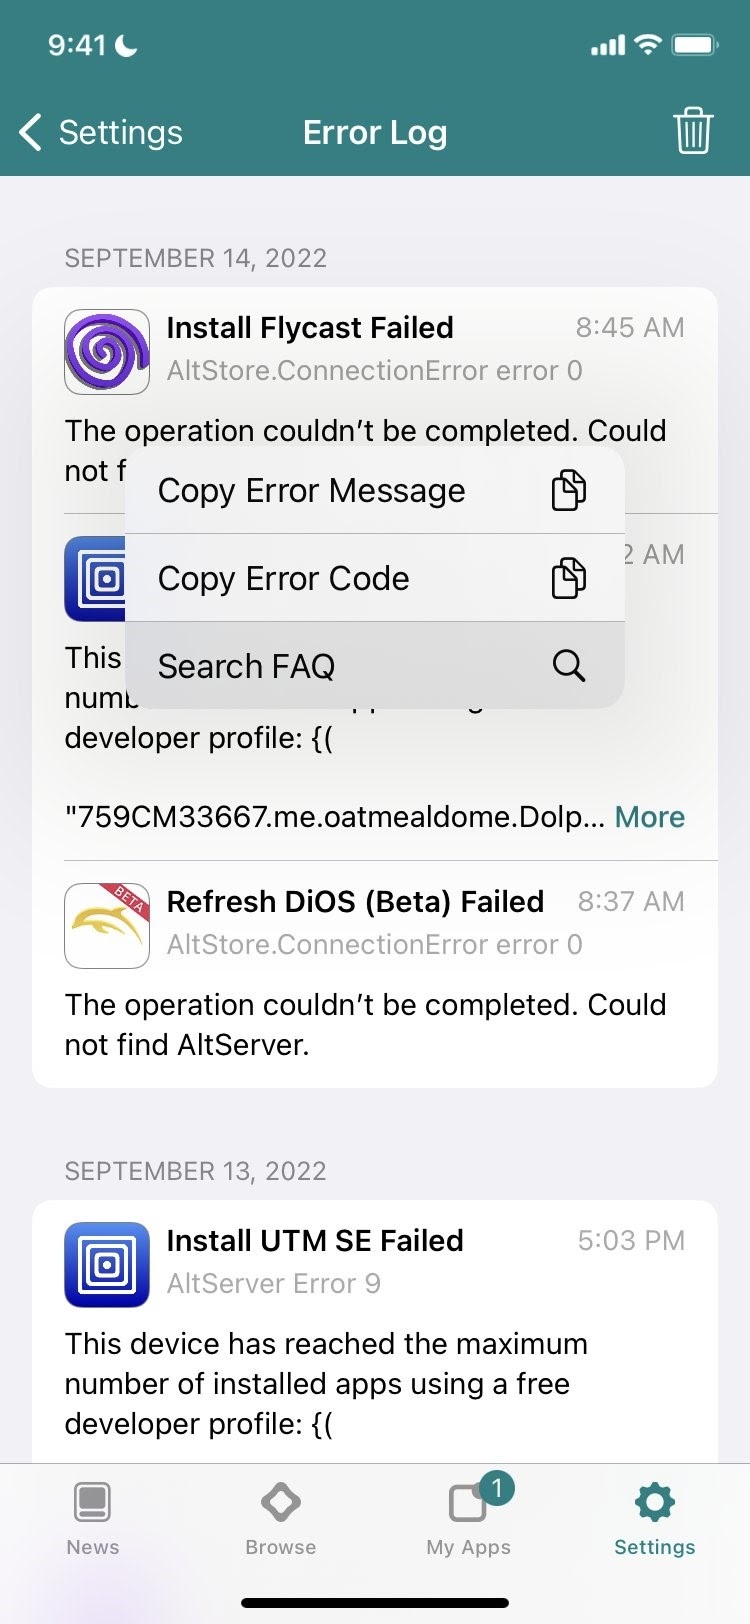 9:41
Settings
Error Log
SEPTEMBER 14, 2022
Install Flycast Failed 8:45 AM
AltStore.ConnectionError error 0
The operation couldn’t be completed. Could
not f
Copy Error Message
2 AM
Copy Error Code
This
Search FAQ
numb
developer profile: {(
"759CM33667.me.oatmealdome.Dolp... More
BETA
Refresh DiOS (Beta) Failed 8:37 AM
AltStore.ConnectionError error 0
The operation couldn’t be completed. Could
not find AltServer.
SEPTEMBER 13, 2022
Install UTM SE Failed 5:03 PM
AltServer Error 9
This device has reached the maximum
number of installed apps using a free
developer profile: {(
1
News Browse My Apps Settings